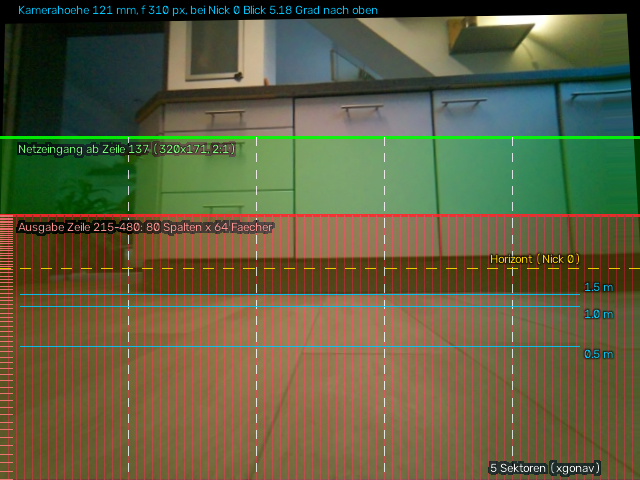 Kamerahoehe 121 mm, f 310 px, bei Nick 0 Blick 5.18 Grad nach oben
Netzeingang ab Zeile 137 (320x171, 2:1)
Ausgabe Zeile 215-480: 80 Spalten x 64 Faecher
Horizont (Nick 0)
1.5 m
1.0 m
0.5 m
5 Sektoren (xgonav)